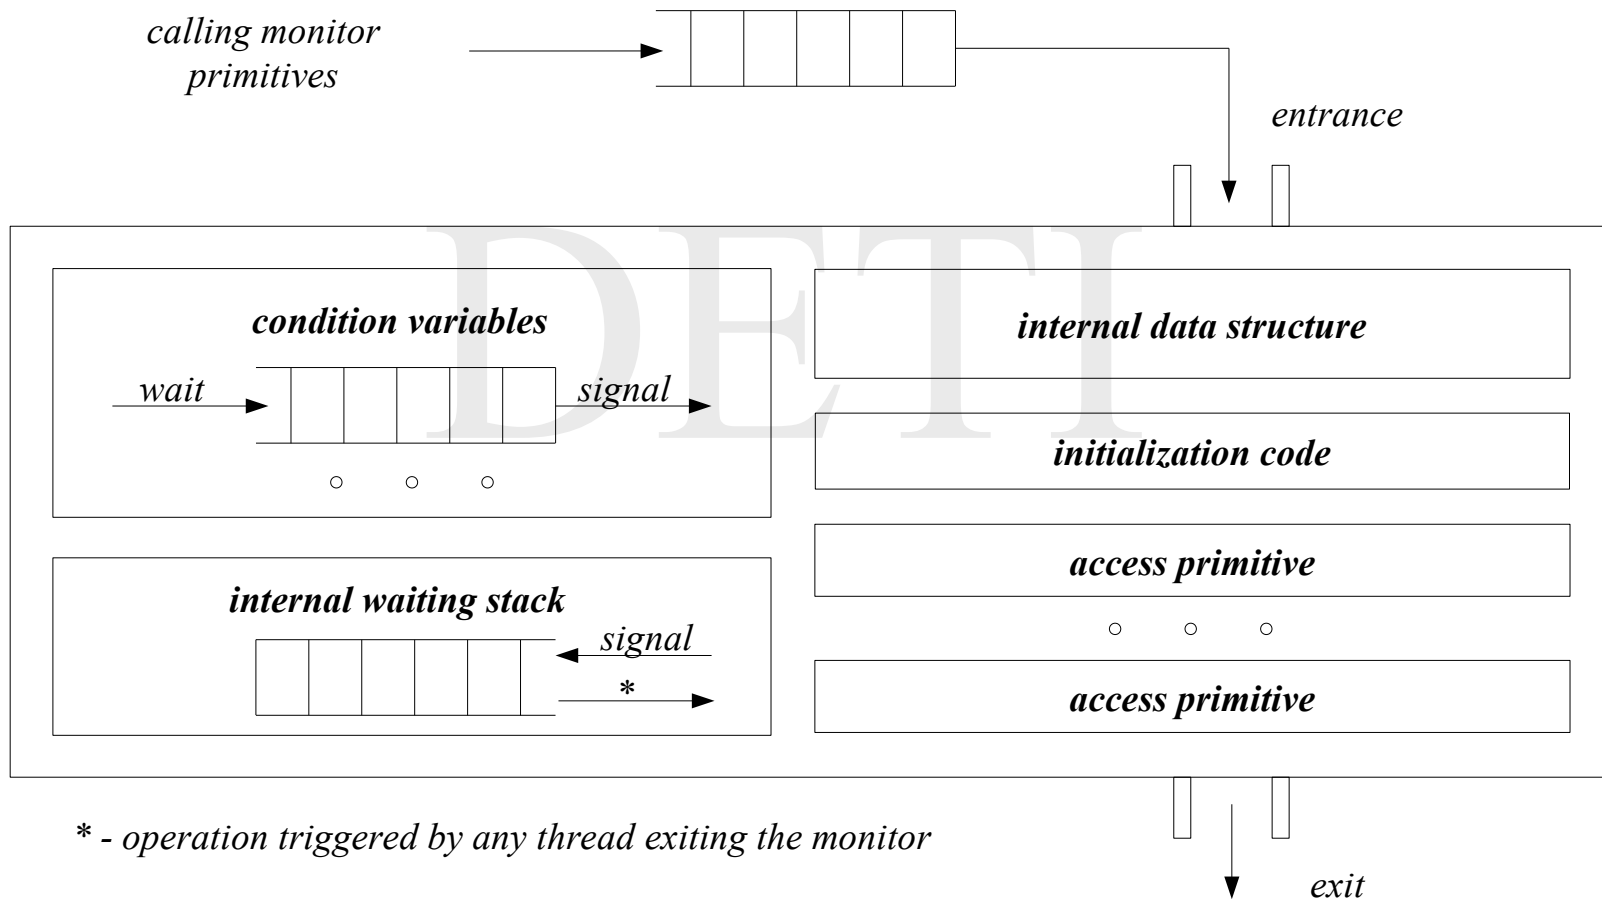 calling monitor
primitives
entrance
DETI
condition variables
wait
signal
internal data structure
initialization code
access primitive
internal waiting stack
signal
*
access primitive
* - operation triggered by any thread exiting the monitor
exit